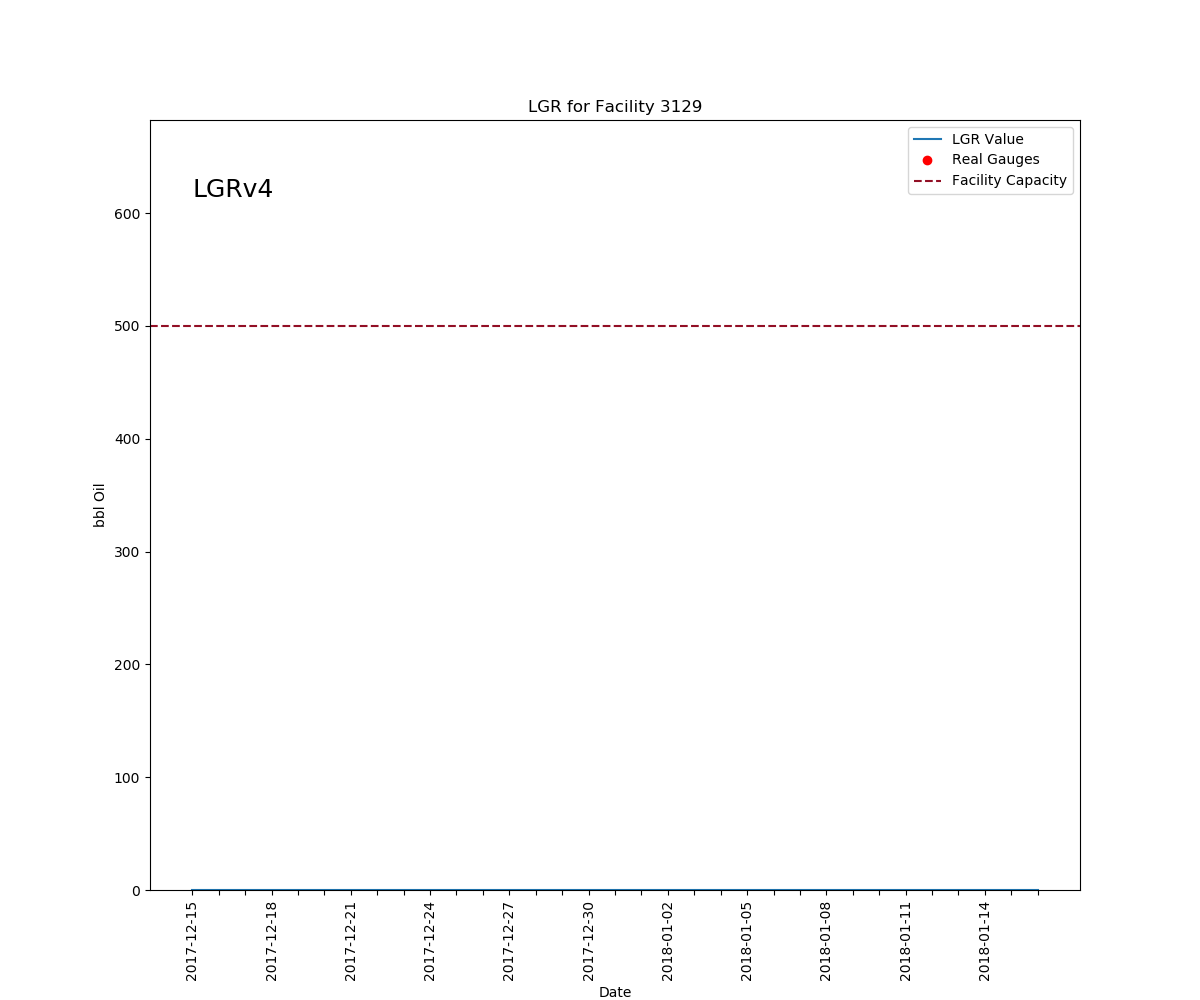 LGR for Facility 3129
LGR Value
Real Gauges
Facility Capacity
LGRv4
600
500
400
300
200
100
0
bbl Oil
2017-12-15
2017-12-18
2017-12-21
2017-12-24
2017-12-27
2017-12-30
2018-01-02
2018-01-05
2018-01-08
2018-01-11
2018-01-14
Date